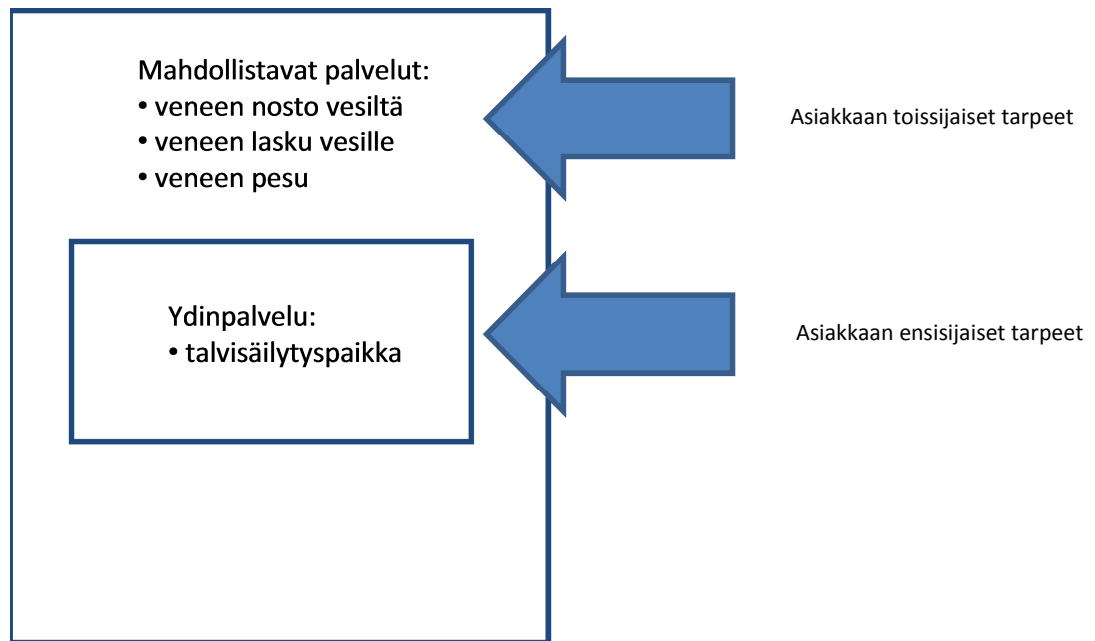 Mahdollistavat palvelut:
• veneen nosto vesiltä
• veneen lasku vesille
• veneen pesu
Asiakkaan toissijaiset tarpeet
Ydinpalvelu:
• talvisäilytyspaikka
Asiakkaan ensisijaiset tarpeet